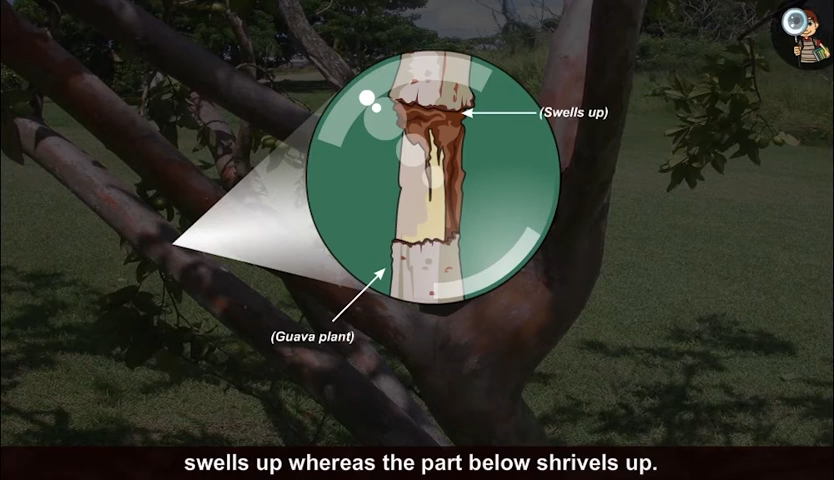 (Swells up)
(Guava plant)
swells up whereas the part below shrivels up.